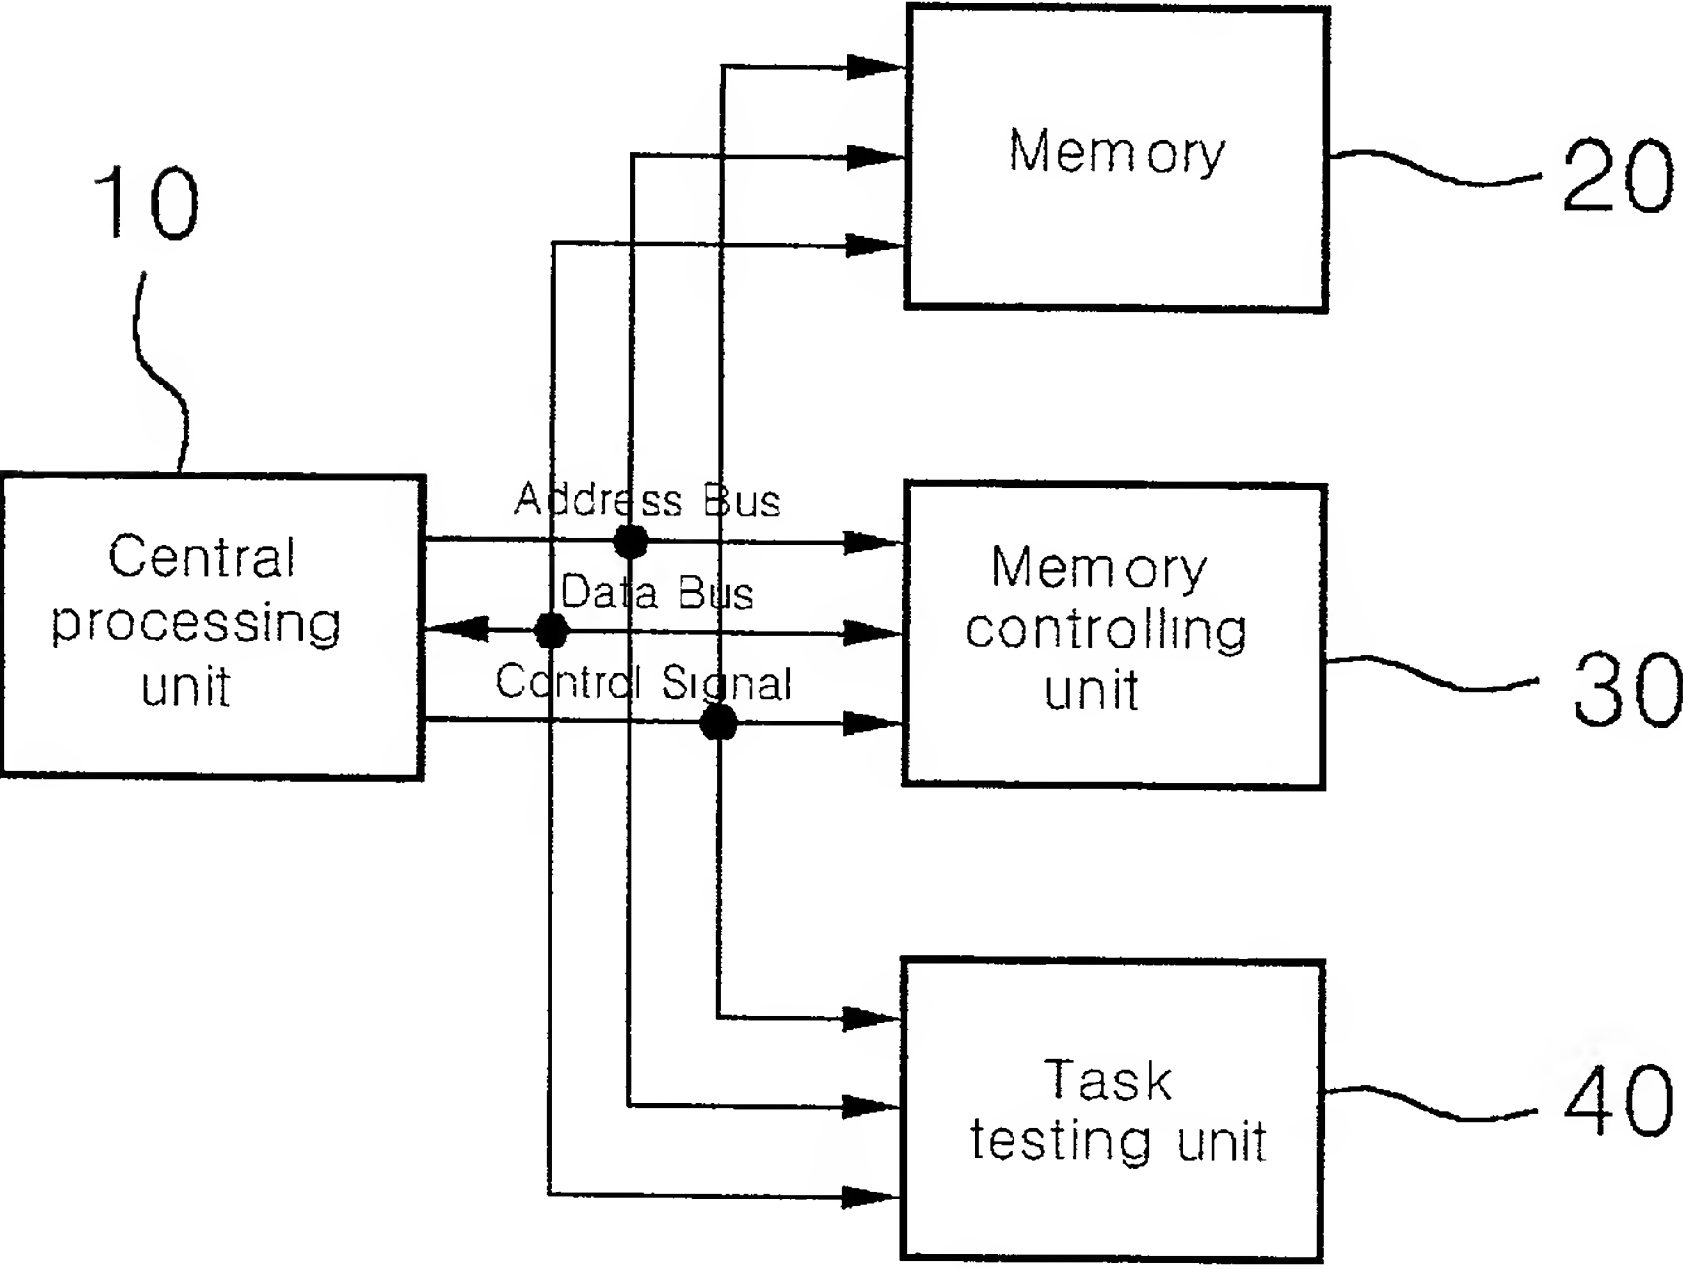 10
Central
processing
unit
Address Bus
Data Bus
Control Signal
Memory
20
Memory
controlling
unit
30
Task
testing unit
40